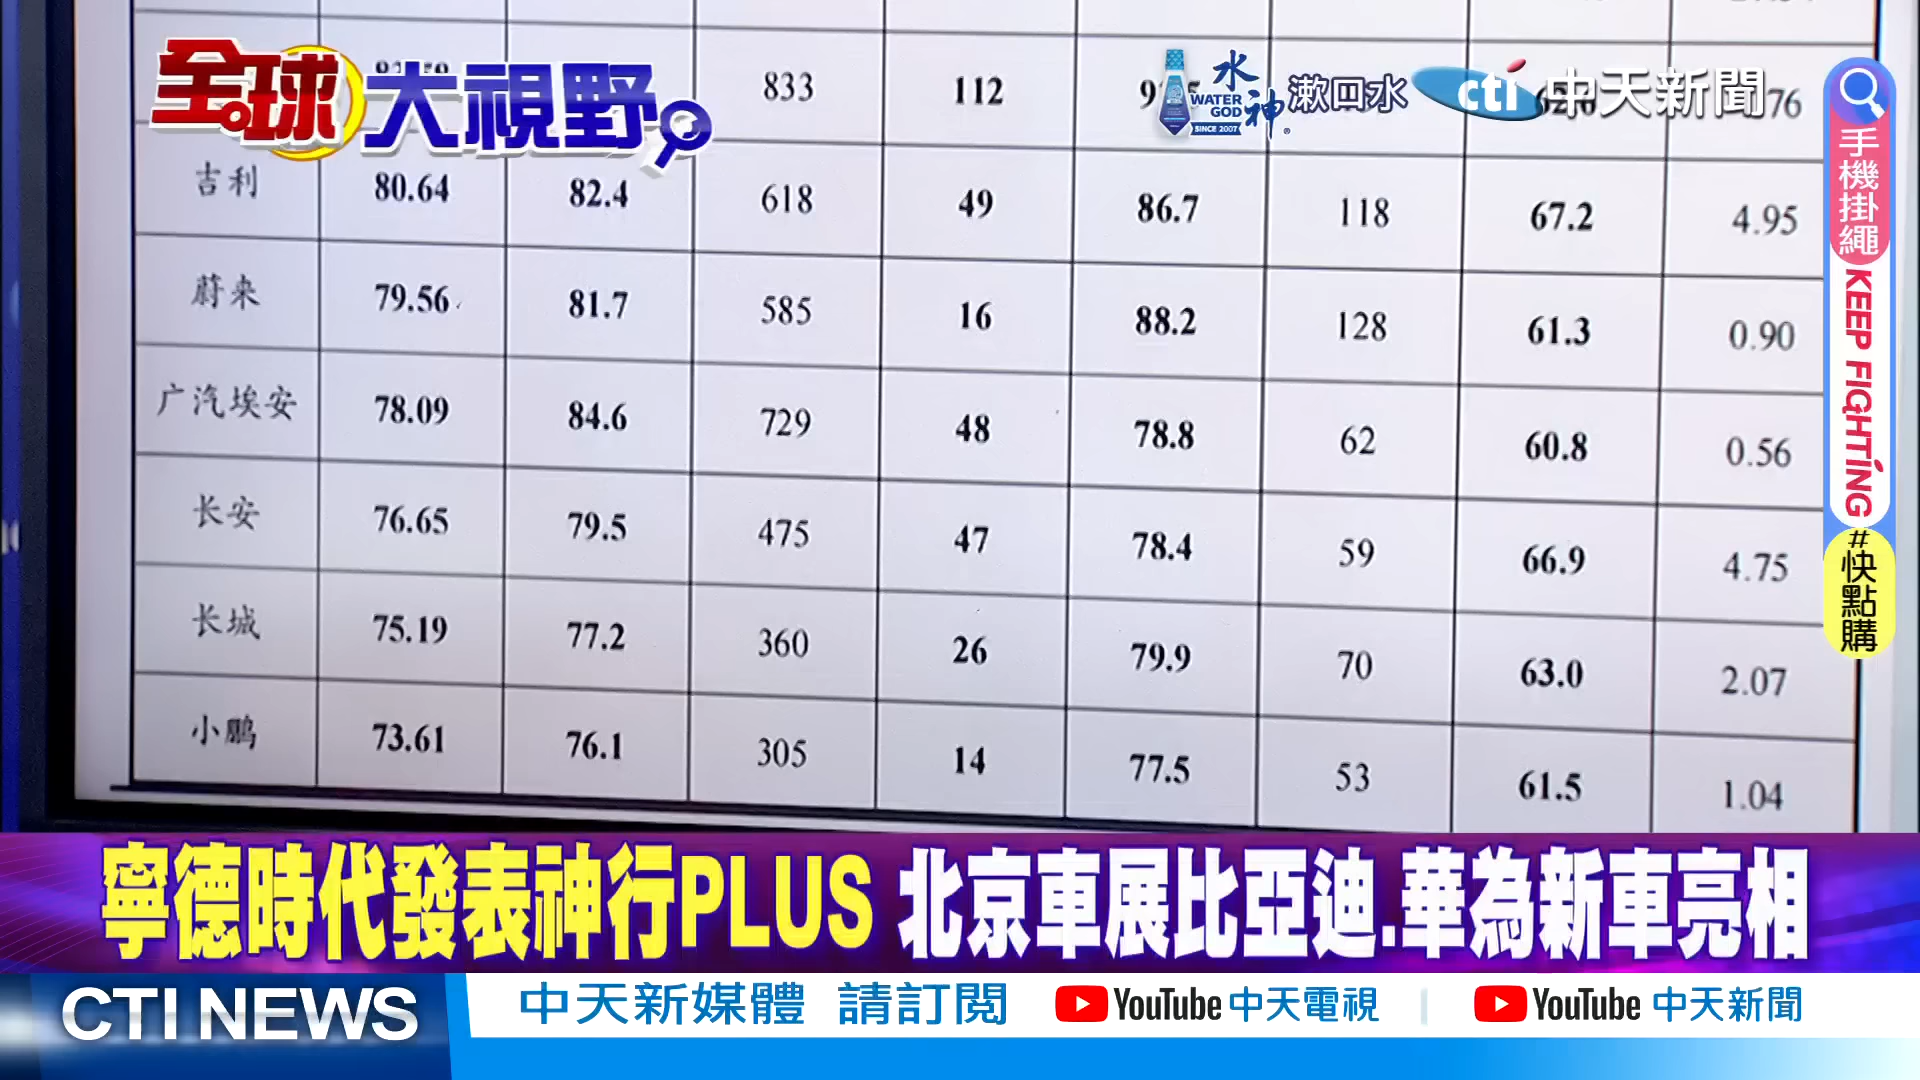 全球大視野
水神
WATER GOD
SINCE 2007
漱口水
cti 中天新聞
手機掛繩
KEEP FIGHTING
#快點購
833 112
吉利 80.64 82.4 618 49 86.7 118 67.2 4.95
蔚来 79.56 81.7 585 16 88.2 128 61.3 0.90
广汽埃安 78.09 84.6 729 48 78.8 62 60.8 0.56
长安 76.65 79.5 475 47 78.4 59 66.9 4.75
长城 75.19 77.2 360 26 79.9 70 63.0 2.07
小鹏 73.61 76.1 305 14 77.5 53 61.5 1.04
寧德時代發表神行PLUS 北京車展比亞迪.華為新車亮相
CTI NEWS 中天新媒體 請訂閱 YouTube 中天電視 | YouTube 中天新聞